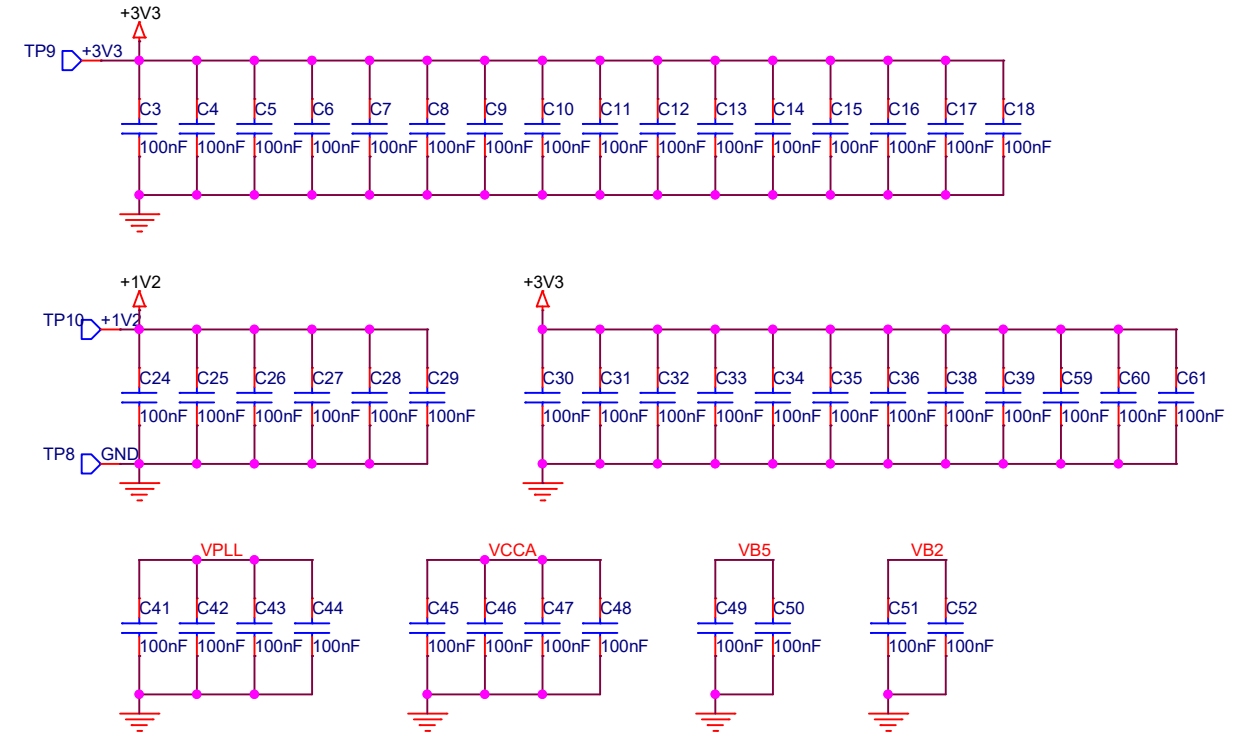 +3V3
TP9 +3V3
C3 C4 C5 C6 C7 C8 C9 C10 C11 C12 C13 C14 C15 C16 C17 C18
100nF 100nF 100nF 100nF 100nF 100nF 100nF 100nF 100nF 100nF 100nF 100nF 100nF 100nF 100nF 100nF
+1V2 +3V3
TP10 +1V2
C24 C25 C26 C27 C28 C29 C30 C31 C32 C33 C34 C35 C36 C38 C39 C59 C60 C61
100nF 100nF 100nF 100nF 100nF 100nF 100nF 100nF 100nF 100nF 100nF 100nF 100nF 100nF 100nF 100nF 100nF 100nF
TP8 GND
VPLL VCCA VB5 VB2
C41 C42 C43 C44 C45 C46 C47 C48 C49 C50 C51 C52
100nF 100nF 100nF 100nF 100nF 100nF 100nF 100nF 100nF 100nF 100nF 100nF